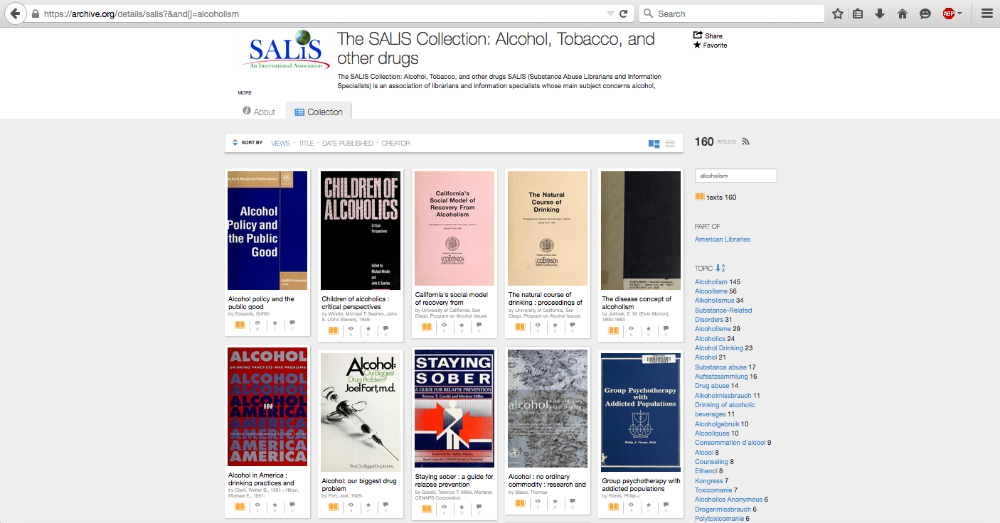 https://archive.org/details/salis?&and[]=alcoholism
Search
ABP
SALiS
An International Association
The SALIS Collection: Alcohol, Tobacco, and
other drugs
The SALIS Collection: Alcohol, Tobacco, and other drugs SALIS (Substance Abuse Librarians and Information
Specialists) is an association of librarians and information specialists whose main subject concerns alcohol,
MORE
Share
Favorite
About
Collection
SORT BY VIEWS · TITLE · DATE PUBLISHED · CREATOR
160 RESULTS
alcoholism
texts 160
PART OF
American Libraries
TOPIC
Alcoholism 145
Alcoolisme 56
Alkoholismus 34
Substance-Related
Disorders 31
Alcoholisme 29
Alcoholics 24
Alcohol Drinking 23
Alcohol 21
Substance abuse 17
Aufsatzsammlung 16
Drug abuse 14
Alkoholmissbrauch 11
Drinking of alcoholic
beverages 11
Alcoholgebruik 10
Alcooliques 10
Consommation d'alcool 9
Alcool 8
Counseling 8
Ethanol 8
Kongress 7
Toxicomanie 7
Alcoholics Anonymous 6
Drogenmissbrauch 6
Polytoxicomanie 6
Oxford Medical Publications
Alcohol
Policy and
the Public
Good
Griffith Edwards
et al.
Alcohol policy and the
public good
by Edwards, Griffith
6 1 0
CHILDREN OF
ALCOHOLICS
Critical
Perspectives
Edited by
Michael Windle
and
John S. Searles
Children of alcoholics :
critical perspectives
by Windle, Michael T; Searles, John
S. (John Steven), 1946-
5 0 0
California's
Social Model of
Recovery From
Alcoholism
UCSD EXTENSION
California's social model
of recovery from
by University of California, San
Diego. Program on Alcohol Issues
5 0 0
The Natural
Course of
Drinking
UCSD EXTENSION
The natural course of
drinking : proceedings of
by University of California, San
Diego. Program on Alcohol Issues
5 0 0
The disease concept of
alcoholism
by Jellinek, E. M. (Elvin Morton),
1890-1963
5 0 0
ALCOHOL
DRINKING PRACTICES AND PROBLEMS
ALCOHOL
ALCOHOL
ALCOHOL
IN
AMERICA
AMERICA
AMERICA
AMERICA
Alcohol in America :
drinking practices and
by Clark, Walter B., 1931-; Hilton,
Michael E., 1951-
4 0 0
Alcohol:
Our Biggest
Drug Problem*
Joel Fort, m.d.
*And Our Biggest Drug Industry
Alcohol: our biggest drug
problem
by Fort, Joel, 1929-
4 0 0
STAYING
SOBER
A GUIDE FOR RELAPSE PREVENTION
Terence T. Gorski and Merlene Miller
Foreword By: Father Martin
Based Upon the CENAPS Model of Treatment
Staying sober : a guide for
relapse prevention
by Gorski, Terence T; Miller, Merlene;
CENAPS Corporation
4 0 0
alcohol: no ordinary
commodity
Alcohol : no ordinary
commodity : research and
by Babor, Thomas
3 4 0
Group Psychotherapy
with
Addicted Populations
Philip J. Flores, PhD
Group psychotherapy with
addicted populations
by Flores, Philip J
3 0 0